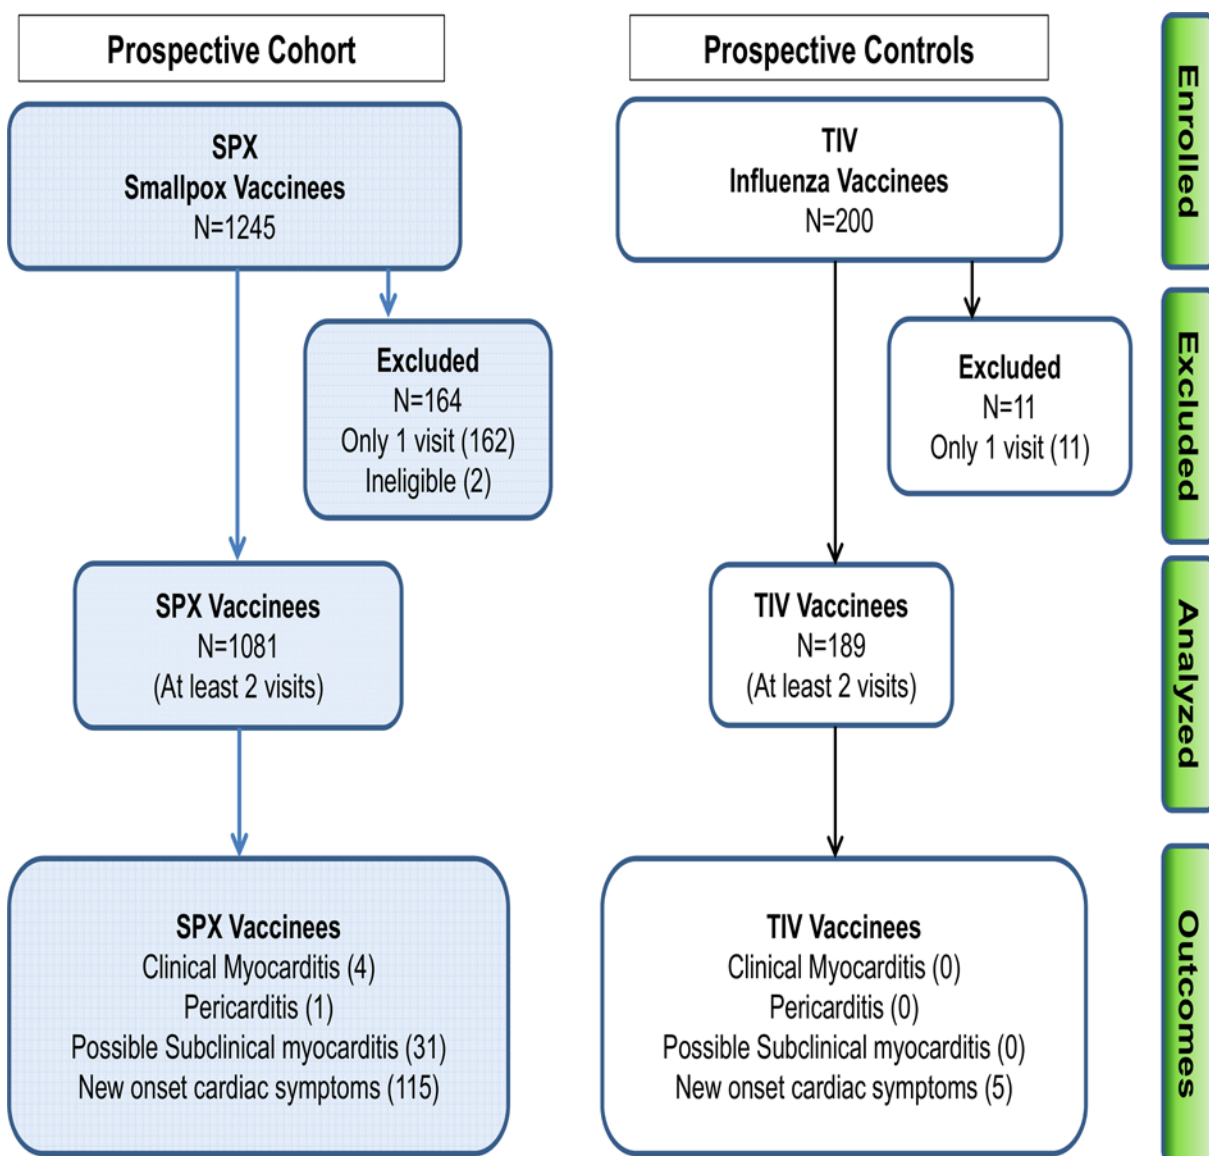 Prospective Cohort
Prospective Controls
Enrolled
SPX
Smallpox Vaccinees
N=1245
TIV
Influenza Vaccinees
N=200
Excluded
Excluded
N=164
Only 1 visit (162)
Ineligible (2)
Excluded
N=11
Only 1 visit (11)
Analyzed
SPX Vaccinees
N=1081
(At least 2 visits)
TIV Vaccinees
N=189
(At least 2 visits)
Outcomes
SPX Vaccinees
Clinical Myocarditis (4)
Pericarditis (1)
Possible Subclinical myocarditis (31)
New onset cardiac symptoms (115)
TIV Vaccinees
Clinical Myocarditis (0)
Pericarditis (0)
Possible Subclinical myocarditis (0)
New onset cardiac symptoms (5)